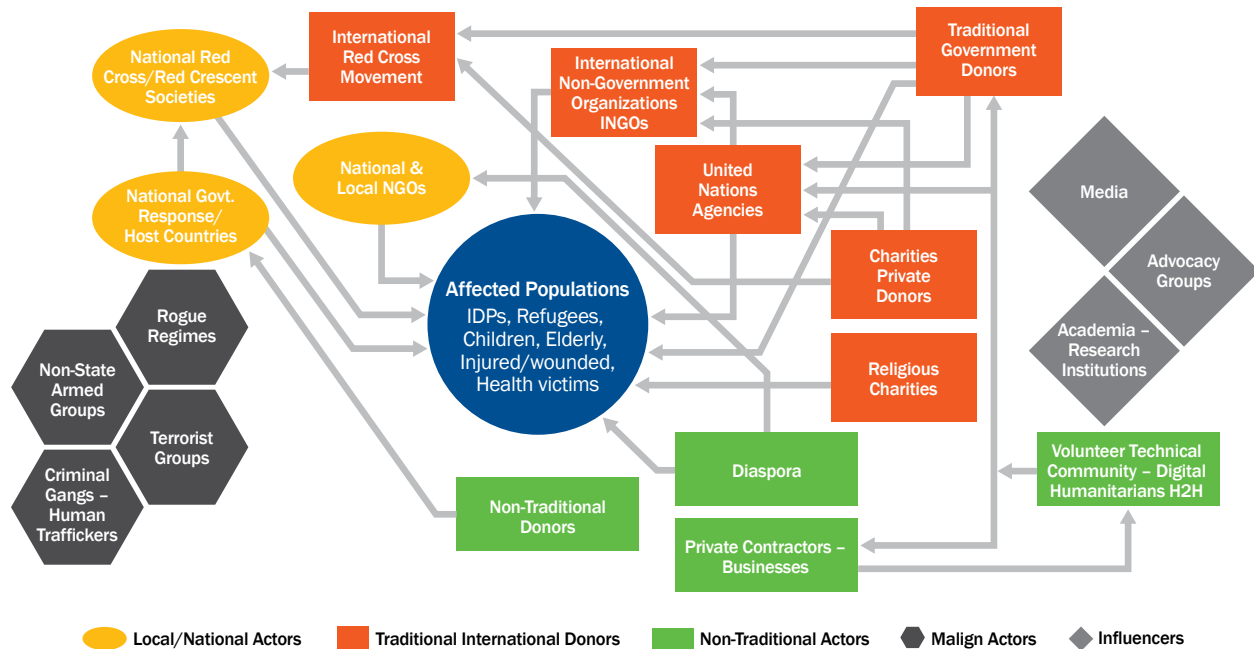 International
Red Cross
Movement
Traditional
Government
Donors
National Red
Cross/Red Crescent
Societies
International
Non-Government
Organizations
INGOs
National &
Local NGOs
United
Nations
Agencies
Media
National Govt.
Response/
Host Countries
Charities
Private
Donors
Advocacy
Groups
Affected Populations
IDPs, Refugees,
Children, Elderly,
Injured/wounded,
Health victims
Rogue
Regimes
Academia –
Research
Institutions
Non-State
Armed
Groups
Religious
Charities
Terrorist
Groups
Diaspora
Volunteer Technical
Community – Digital
Humanitarians H2H
Criminal
Gangs –
Human
Traffickers
Non-Traditional
Donors
Private Contractors –
Businesses
Local/National Actors
Traditional International Donors
Non-Traditional Actors
Malign Actors
Influencers